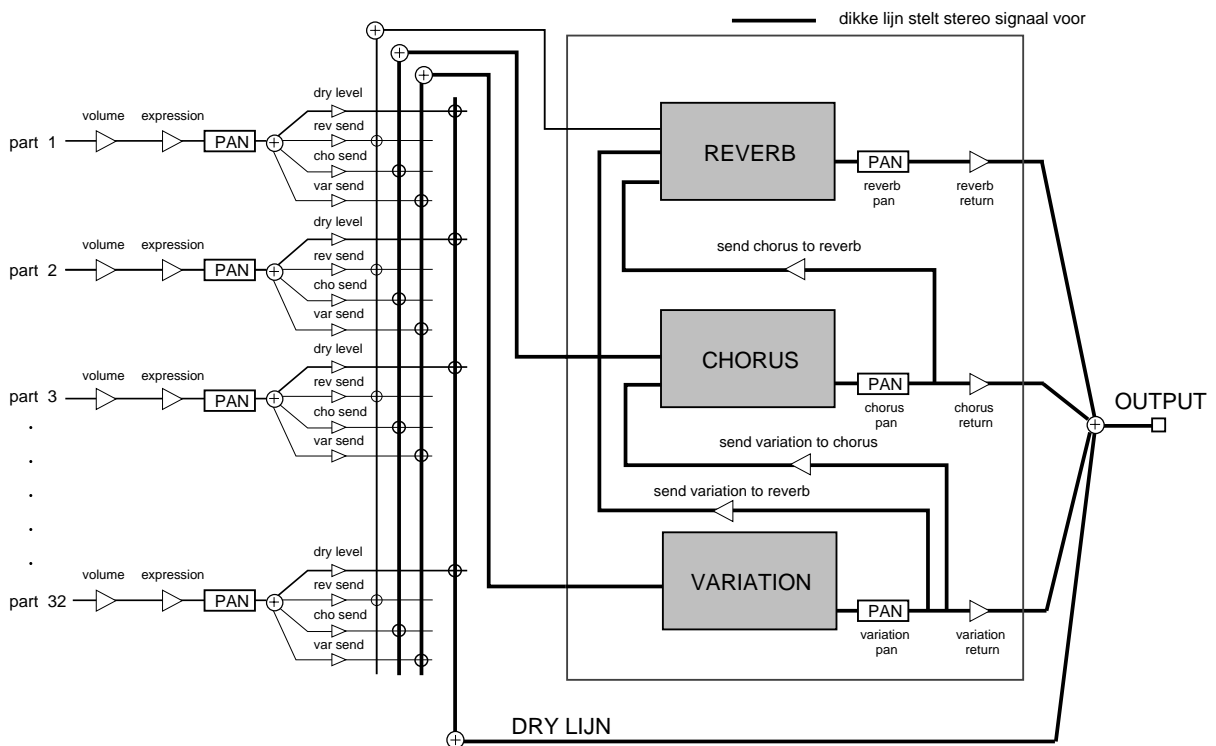 dikke lijn stelt stereo signaal voor
part 1
volume
expression
PAN
dry level
rev send
cho send
var send
part 2
volume
expression
PAN
dry level
rev send
cho send
var send
part 3
volume
expression
PAN
dry level
rev send
cho send
var send
part 32
volume
expression
PAN
dry level
rev send
cho send
var send
REVERB
PAN
reverb
pan
reverb
return
send chorus to reverb
CHORUS
PAN
chorus
pan
chorus
return
send variation to chorus
send variation to reverb
VARIATION
PAN
variation
pan
variation
return
OUTPUT
DRY LIJN